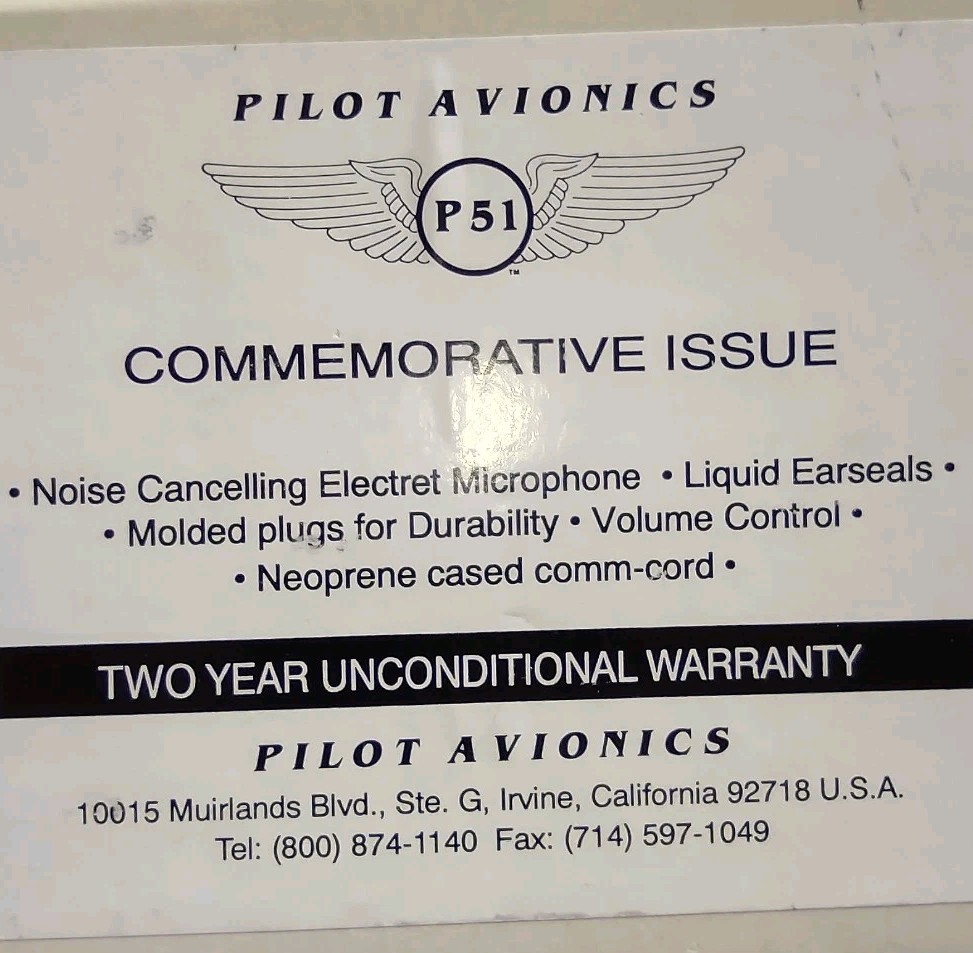 PILOT AVIONICS
P51
TM
COMMEMORATIVE ISSUE
• Noise Cancelling Electret Microphone • Liquid Earseals •
• Molded plugs for Durability • Volume Control •
• Neoprene cased comm-cord •
TWO YEAR UNCONDITIONAL WARRANTY
PILOT AVIONICS
10015 Muirlands Blvd., Ste. G, Irvine, California 92718 U.S.A.
Tel: (800) 874-1140 Fax: (714) 597-1049